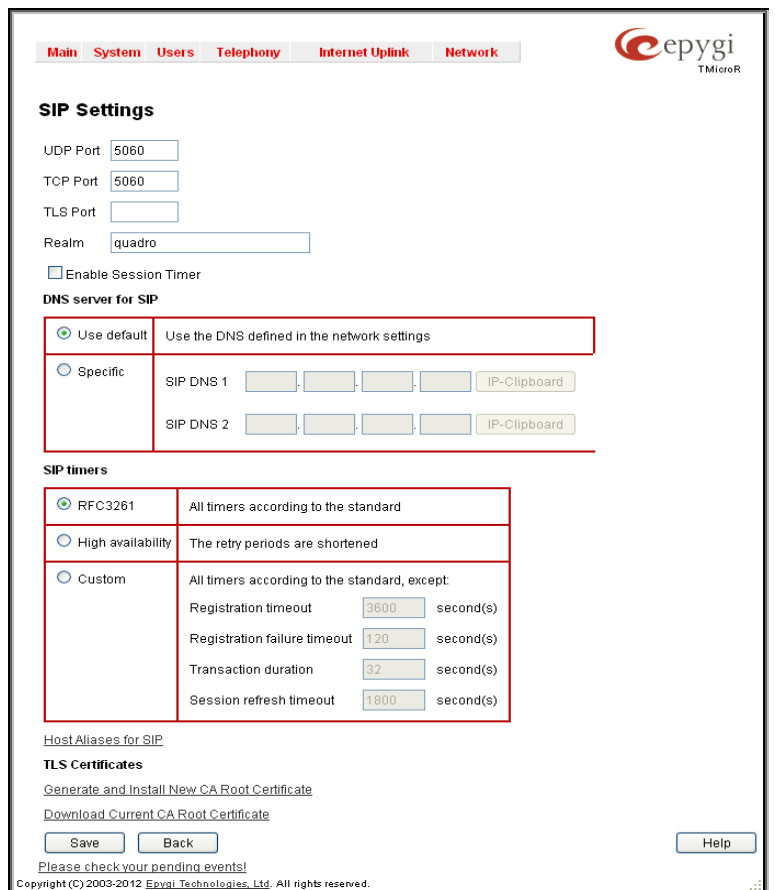 Main System Users Telephony Internet Uplink Network
epygi
TMicroR
SIP Settings
UDP Port 5060
TCP Port 5060
TLS Port
Realm quadro
Enable Session Timer
DNS server for SIP
Use default Use the DNS defined in the network settings
Specific
SIP DNS 1 . . . IP-Clipboard
SIP DNS 2 . . . IP-Clipboard
SIP timers
RFC3261 All timers according to the standard
High availability The retry periods are shortened
Custom All timers according to the standard, except:
Registration timeout 3600 second(s)
Registration failure timeout 120 second(s)
Transaction duration 32 second(s)
Session refresh timeout 1800 second(s)
Host Aliases for SIP
TLS Certificates
Generate and Install New CA Root Certificate
Download Current CA Root Certificate
Save Back Help
Please check your pending events!
Copyright (C) 2003-2012 Epygi Technologies, Ltd. All rights reserved.